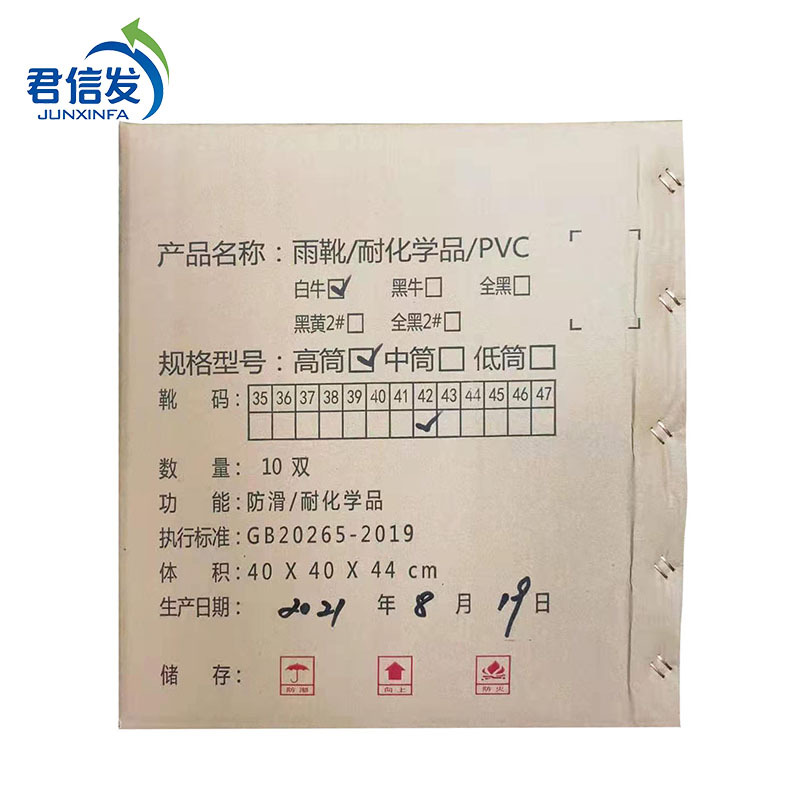 君信发
JUNXINFA
产品名称：雨靴/耐化学品/PVC
白牛☑ 黑牛□ 全黑□
黑黄2#□ 全黑2#□
规格型号：高筒☑中筒□低筒□
靴 码：35 36 37 38 39 40 41 42 43 44 45 46 47
✓
数 量：10 双
功 能：防滑/耐化学品
执行标准：GB20265-2019
体 积：40 X 40 X 44 cm
生产日期：2021 年 8 月 19 日
储 存：
防潮 向上 防火